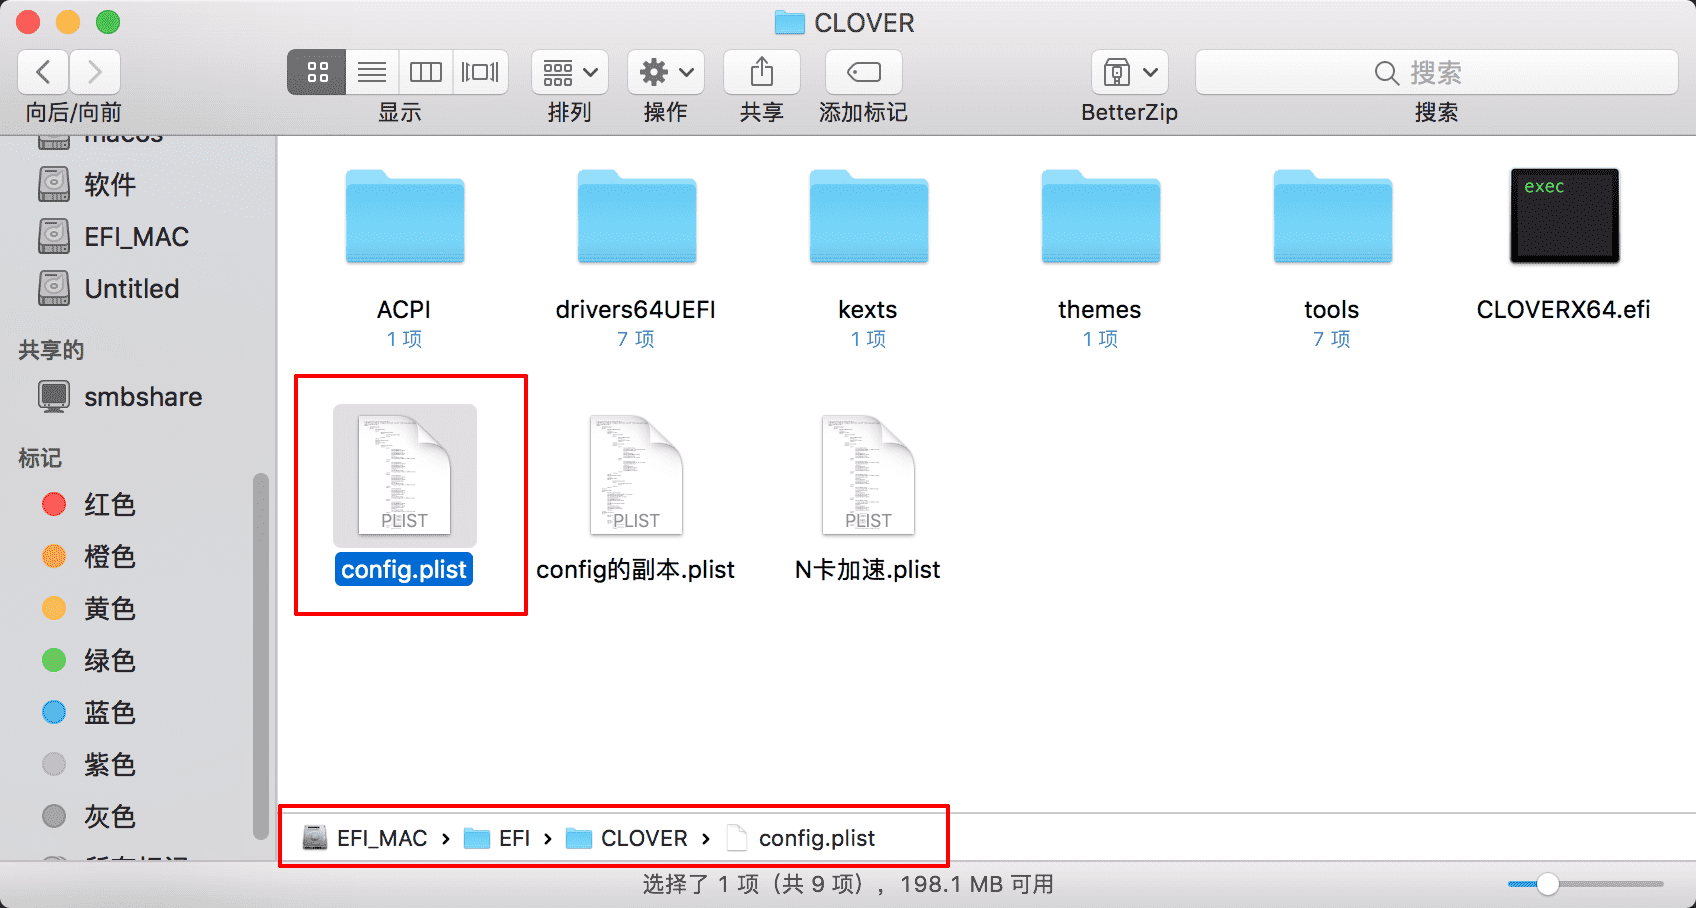 CLOVER
向后/向前
显示
排列
操作
共享
添加标记
BetterZip
搜索
搜索
macos
软件
EFI_MAC
Untitled
共享的
smbshare
标记
红色
橙色
黄色
绿色
蓝色
紫色
灰色
所有标记
exec
ACPI
1 项
drivers64UEFI
7 项
kexts
1 项
themes
1 项
tools
7 项
CLOVERX64.efi
PLIST
config.plist
PLIST
config的副本.plist
PLIST
N卡加速.plist
EFI_MAC › EFI › CLOVER › config.plist
选择了 1 项（共 9 项），198.1 MB 可用